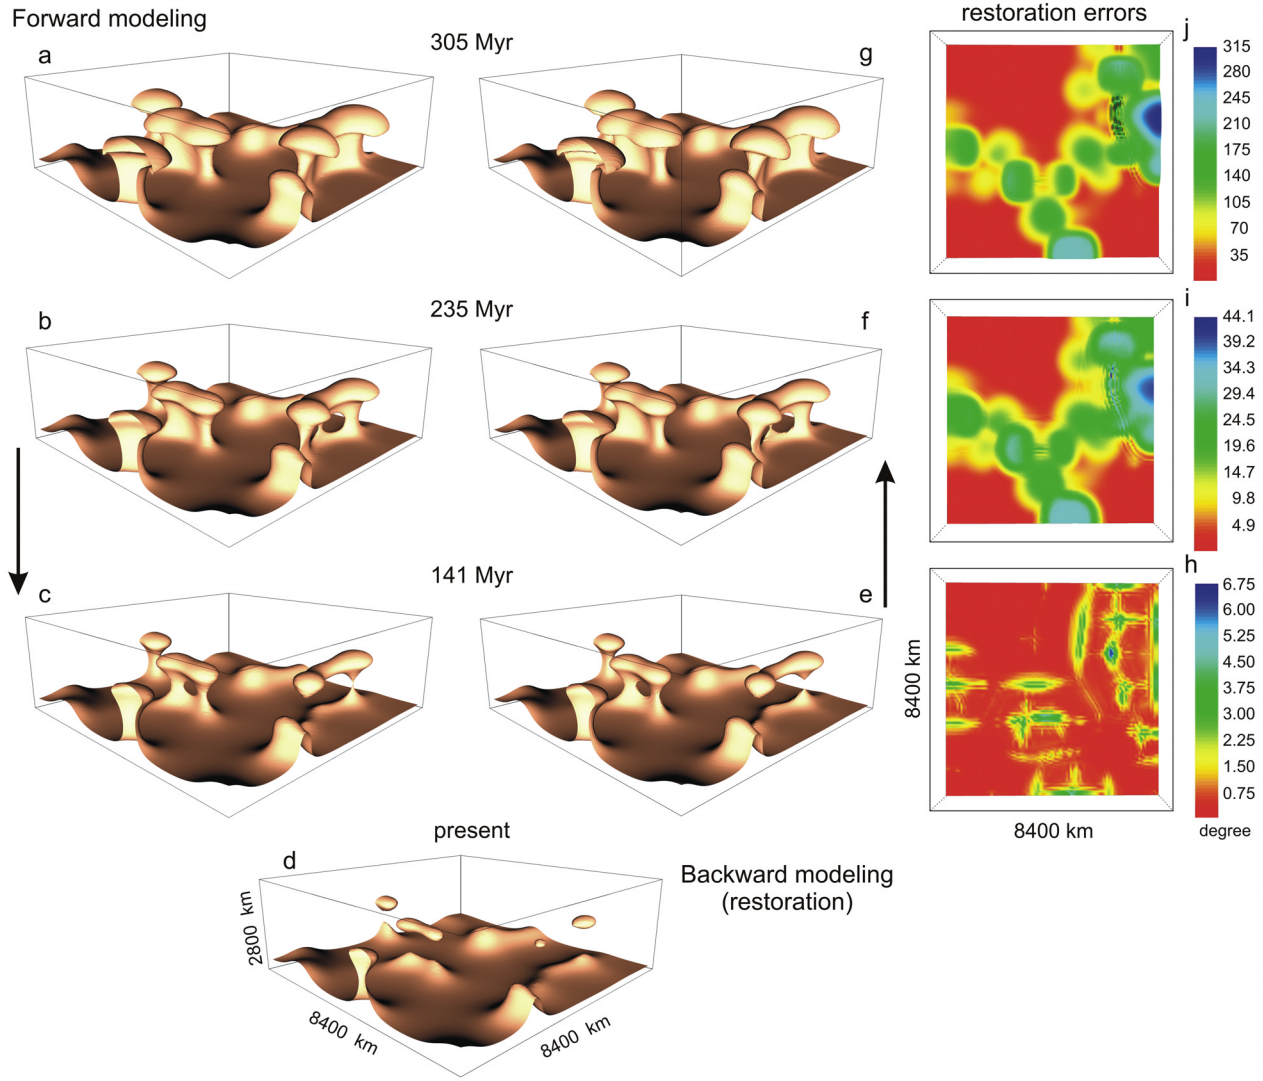 Forward modeling
restoration errors
a
305 Myr
g
j
315
280
245
210
175
140
105
70
35
b
235 Myr
f
i
44.1
39.2
34.3
29.4
24.5
19.6
14.7
9.8
4.9
c
141 Myr
e
h
6.75
6.00
5.25
4.50
3.75
3.00
2.25
1.50
0.75
degree
8400 km
8400 km
present
d
Backward modeling
(restoration)
2800 km
8400 km
8400 km